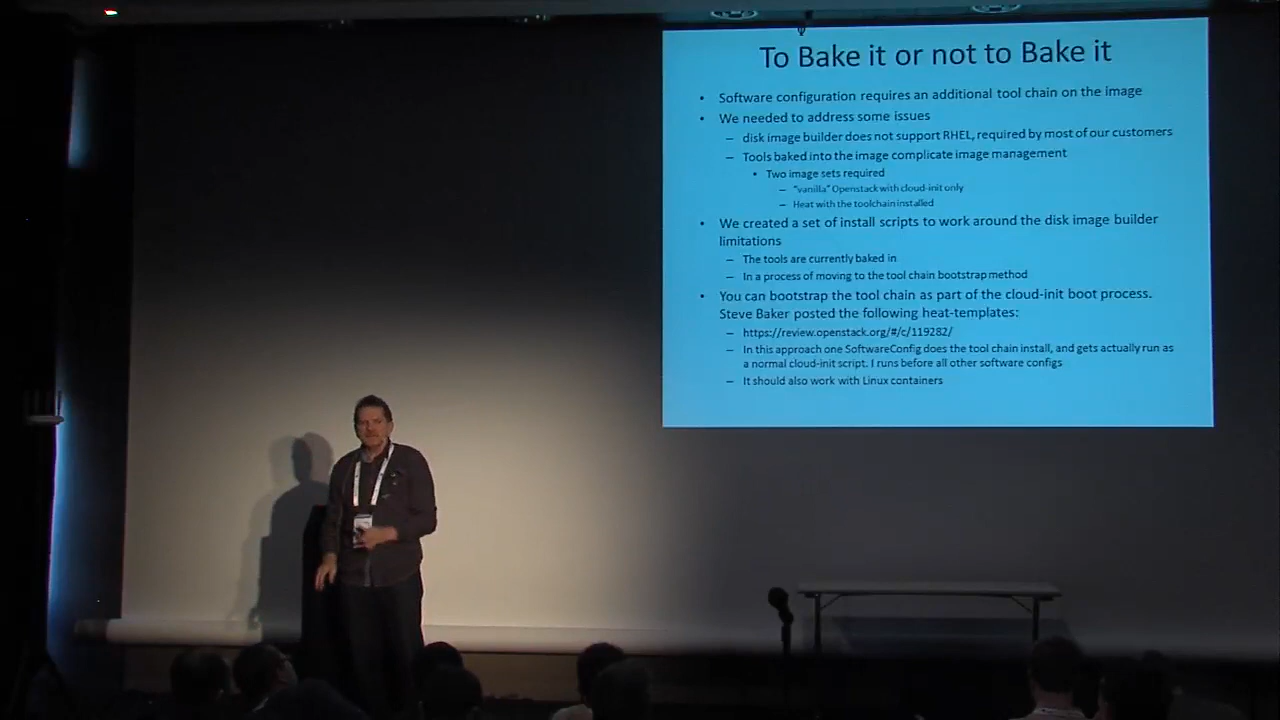 To Bake it or not to Bake it
• Software configuration requires an additional tool chain on the image
• We needed to address some issues
– disk image builder does not support RHEL, required by most of our customers
– Tools baked into the image complicate image management
• Two image sets required
– "vanilla" Openstack with cloud-init only
– Heat with the toolchain installed
• We created a set of install scripts to work around the disk image builder
limitations
– The tools are currently baked in
– In a process of moving to the tool chain bootstrap method
• You can bootstrap the tool chain as part of the cloud-init boot process.
Steve Baker posted the following heat-templates:
– https://review.openstack.org/#/c/119282/
– In this approach one SoftwareConfig does the tool chain install, and gets actually run as
a normal cloud-init script. I runs before all other software configs
– It should also work with Linux containers